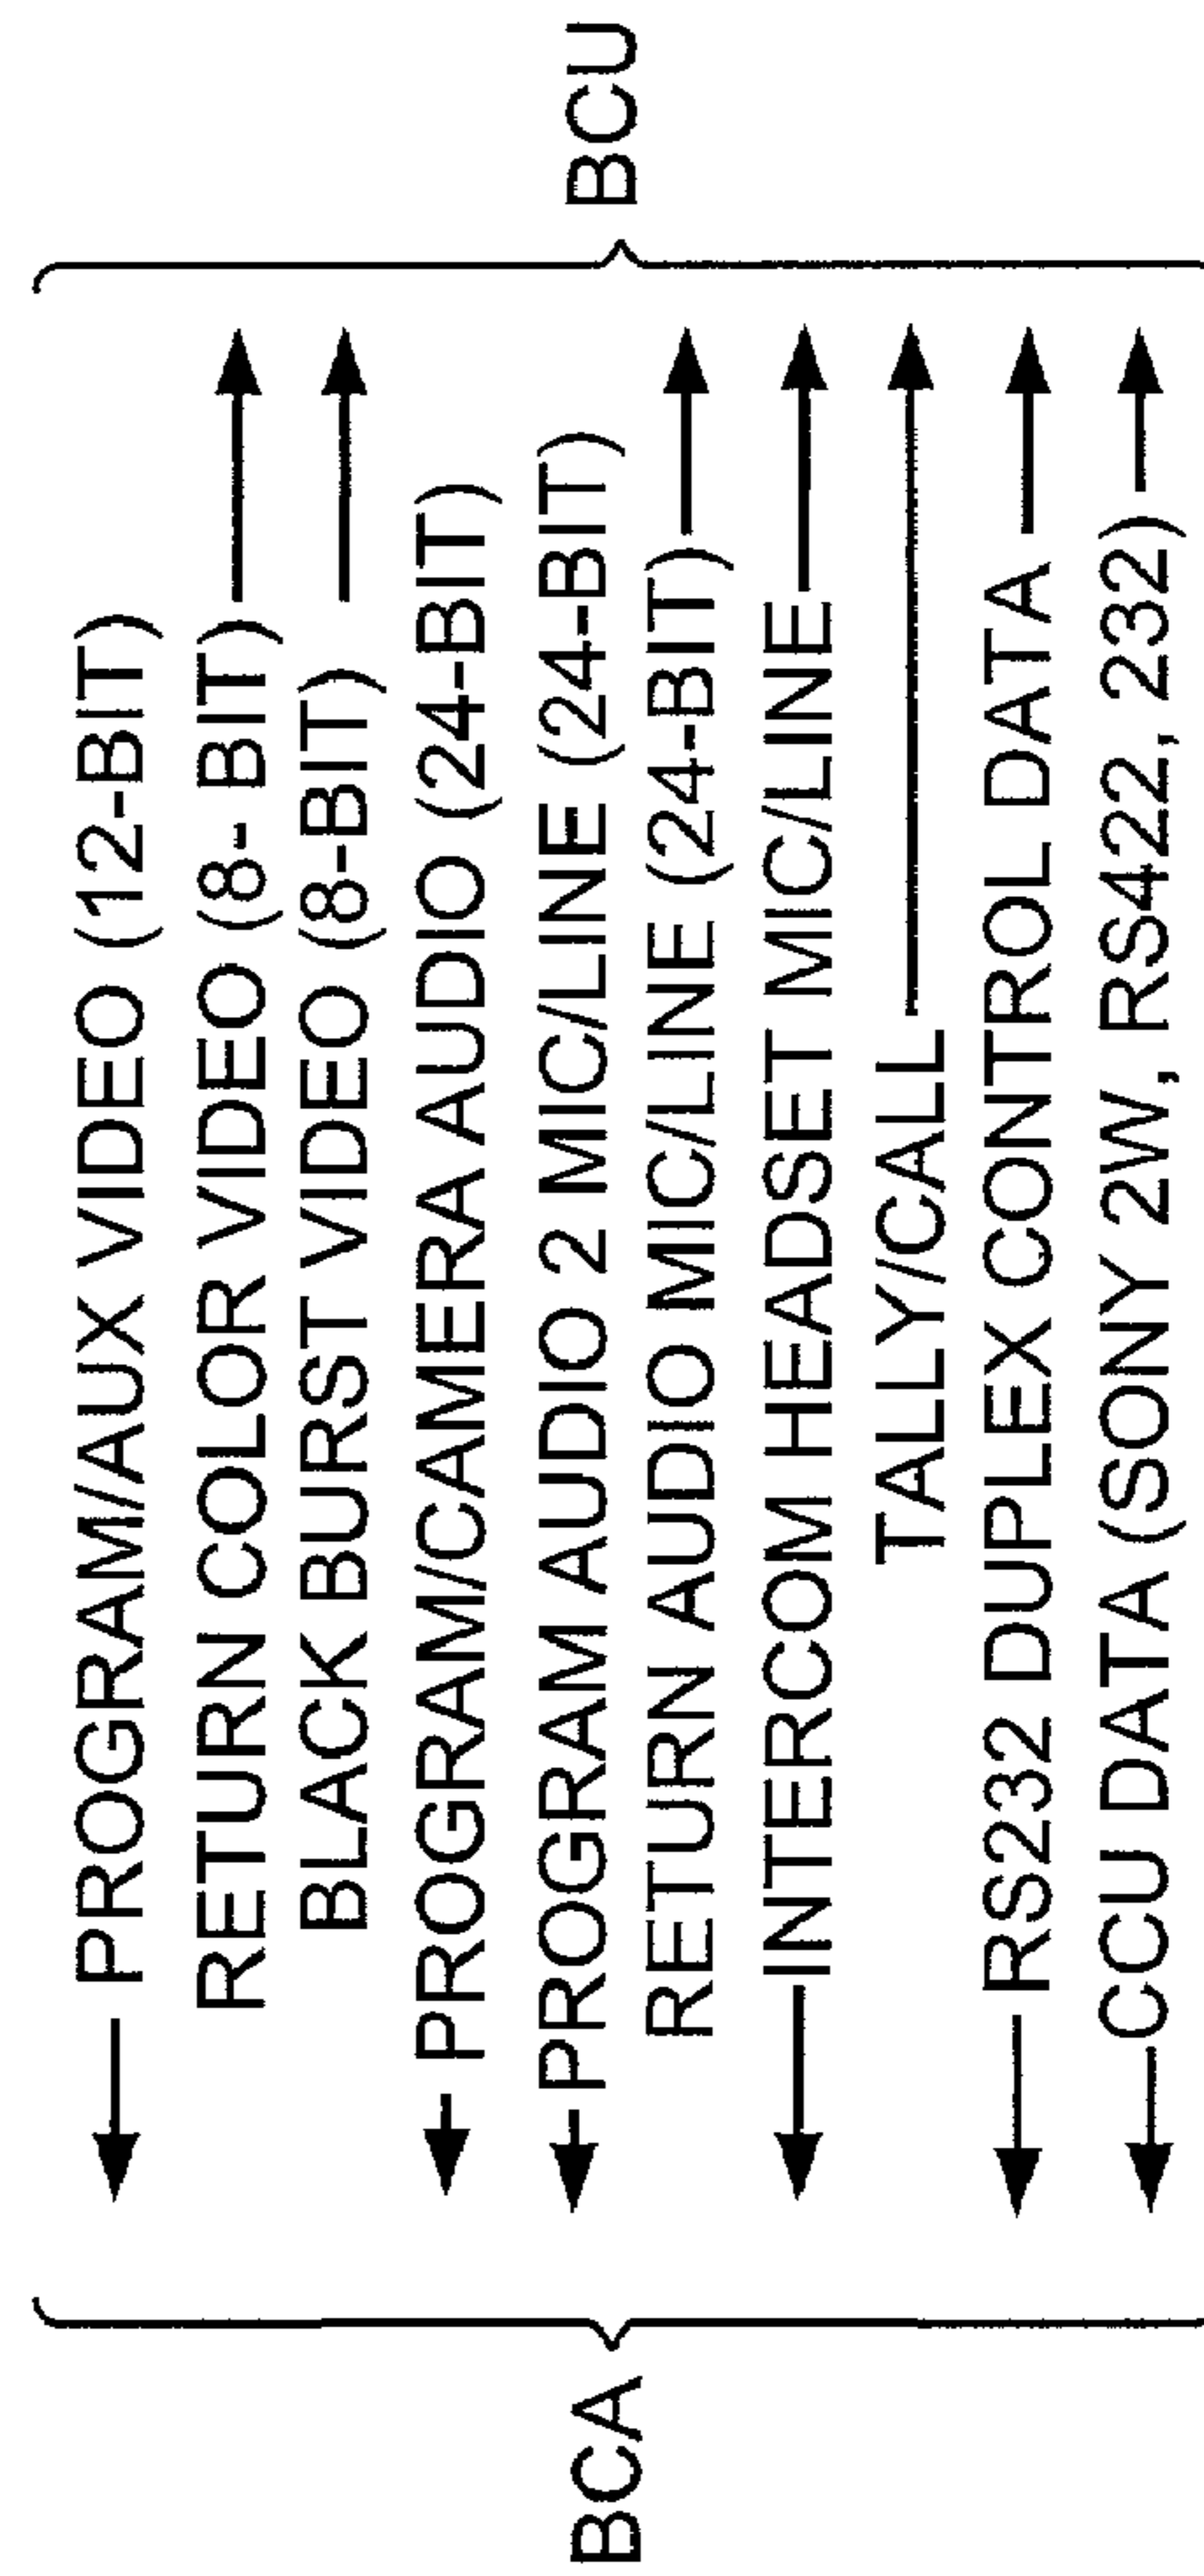 BCA
PROGRAM/AUX VIDEO (12-BIT)
RETURN COLOR VIDEO (8- BIT)
BLACK BURST VIDEO (8-BIT)
PROGRAM/CAMERA AUDIO (24-BIT)
PROGRAM AUDIO 2 MIC/LINE (24-BIT)
RETURN AUDIO MIC/LINE (24-BIT)
INTERCOM HEADSET MIC/LINE
TALLY/CALL
RS232 DUPLEX CONTROL DATA
CCU DATA (SONY 2W, RS422, 232)
BCU